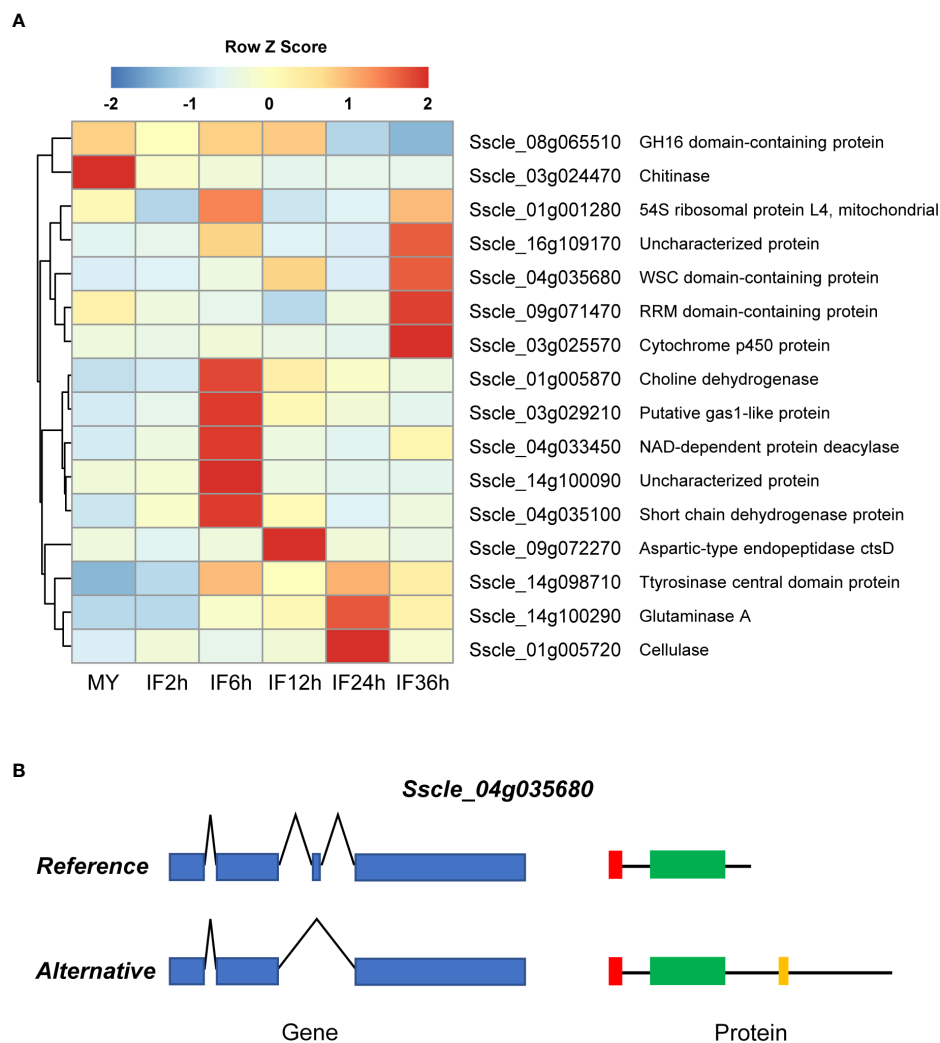 A
Row Z Score
-2 -1 0 1 2
Sscle_08g065510 GH16 domain-containing protein
Sscle_03g024470 Chitinase
Sscle_01g001280 54S ribosomal protein L4, mitochondrial
Sscle_16g109170 Uncharacterized protein
Sscle_04g035680 WSC domain-containing protein
Sscle_09g071470 RRM domain-containing protein
Sscle_03g025570 Cytochrome p450 protein
Sscle_01g005870 Choline dehydrogenase
Sscle_03g029210 Putative gas1-like protein
Sscle_04g033450 NAD-dependent protein deacylase
Sscle_14g100090 Uncharacterized protein
Sscle_04g035100 Short chain dehydrogenase protein
Sscle_09g072270 Aspartic-type endopeptidase ctsD
Sscle_14g098710 Ttyrosinase central domain protein
Sscle_14g100290 Glutaminase A
Sscle_01g005720 Cellulase
MY IF2h IF6h IF12h IF24h IF36h
B
Sscle_04g035680
Reference
Alternative
Gene Protein